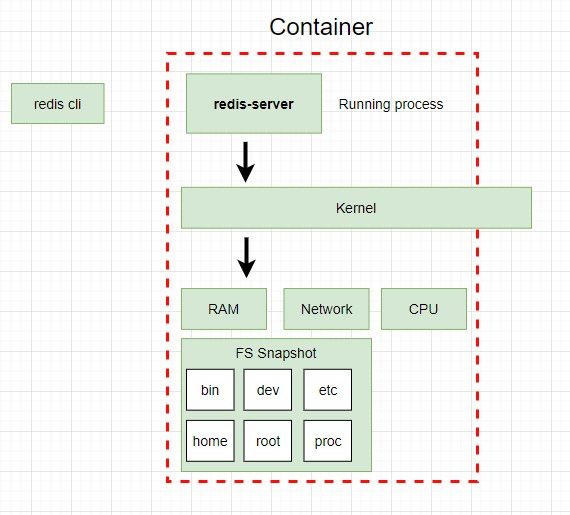 Container
redis cli
redis-server
Running process
Kernel
RAM
Network
CPU
FS Snapshot
bin
dev
etc
home
root
proc